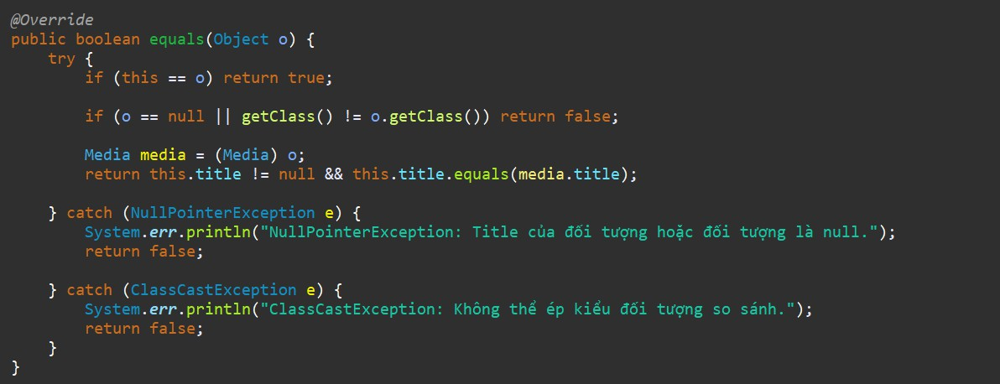 @Override
public boolean equals(Object o) {
    try {
        if (this == o) return true;

        if (o == null || getClass() != o.getClass()) return false;

        Media media = (Media) o;
        return this.title != null && this.title.equals(media.title);

    } catch (NullPointerException e) {
        System.err.println("NullPointerException: Title của đối tượng hoặc đối tượng là null.");
        return false;

    } catch (ClassCastException e) {
        System.err.println("ClassCastException: Không thể ép kiểu đối tượng so sánh.");
        return false;
    }
}